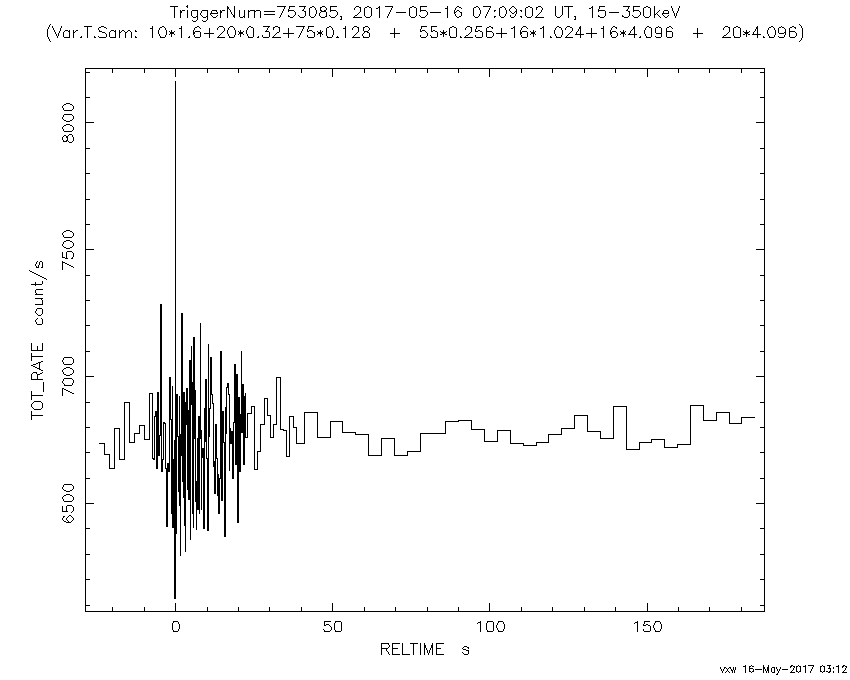 TriggerNum=753085, 2017-05-16 07:09:02 UT, 15-350keV
(Var.T.Sam: 10*1.6+20*0.32+75*0.128 + 55*0.256+16*1.024+16*4.096 + 20*4.096)
8000
7500
7000
6500
TOT_RATE count/s
0 50 100 150
RELTIME s
vxw 16-May-2017 03:12